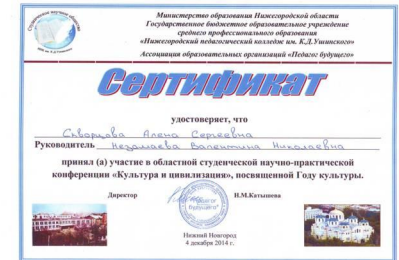 Министерство образования Нижегородской области
Государственное бюджетное образовательное учреждение
среднего профессионального образования
«Нижегородский педагогический колледж им. К.Д.Ушинского»
Ассоциация образовательных организаций «Педагог будущего»
Сертификат
удостоверяет, что
Скворцова Алена Сергеевна
Руководитель Незамаева Валентина Николаевна
принял (а) участие в областной студенческой научно-практической
конференции «Культура и цивилизация», посвященной Году культуры.
Директор И.М.Катышева
Педагог
будущего
Нижний Новгород
4 декабря 2014 г.